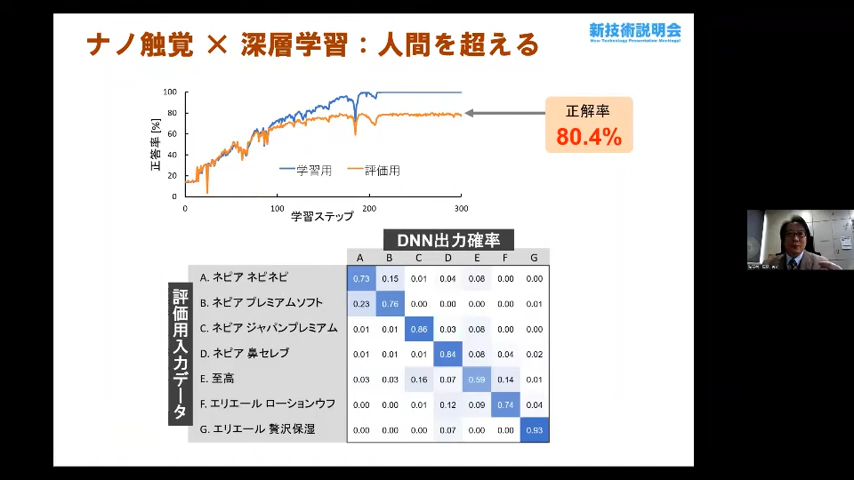 ナノ触覚 × 深層学習：人間を超える
新技術説明会
New Technology Presentation Meetings!
正答率 [%]
100
80
60
40
20
0
0 100 200 300
学習ステップ
学習用 評価用
正解率
80.4%
DNN出力確率
A B C D E F G
評価用入力データ
A. ネピア ネピネピ 0.73 0.15 0.01 0.04 0.08 0.00 0.00
B. ネピア プレミアムソフト 0.23 0.76 0.00 0.00 0.00 0.00 0.01
C. ネピア ジャパンプレミアム 0.01 0.01 0.86 0.03 0.08 0.00 0.00
D. ネピア 鼻セレブ 0.01 0.01 0.01 0.84 0.08 0.04 0.02
E. 至高 0.03 0.03 0.16 0.07 0.59 0.14 0.01
F. エリエール ローションウフ 0.00 0.00 0.01 0.12 0.09 0.74 0.04
G. エリエール 贅沢保湿 0.00 0.00 0.00 0.07 0.00 0.00 0.93